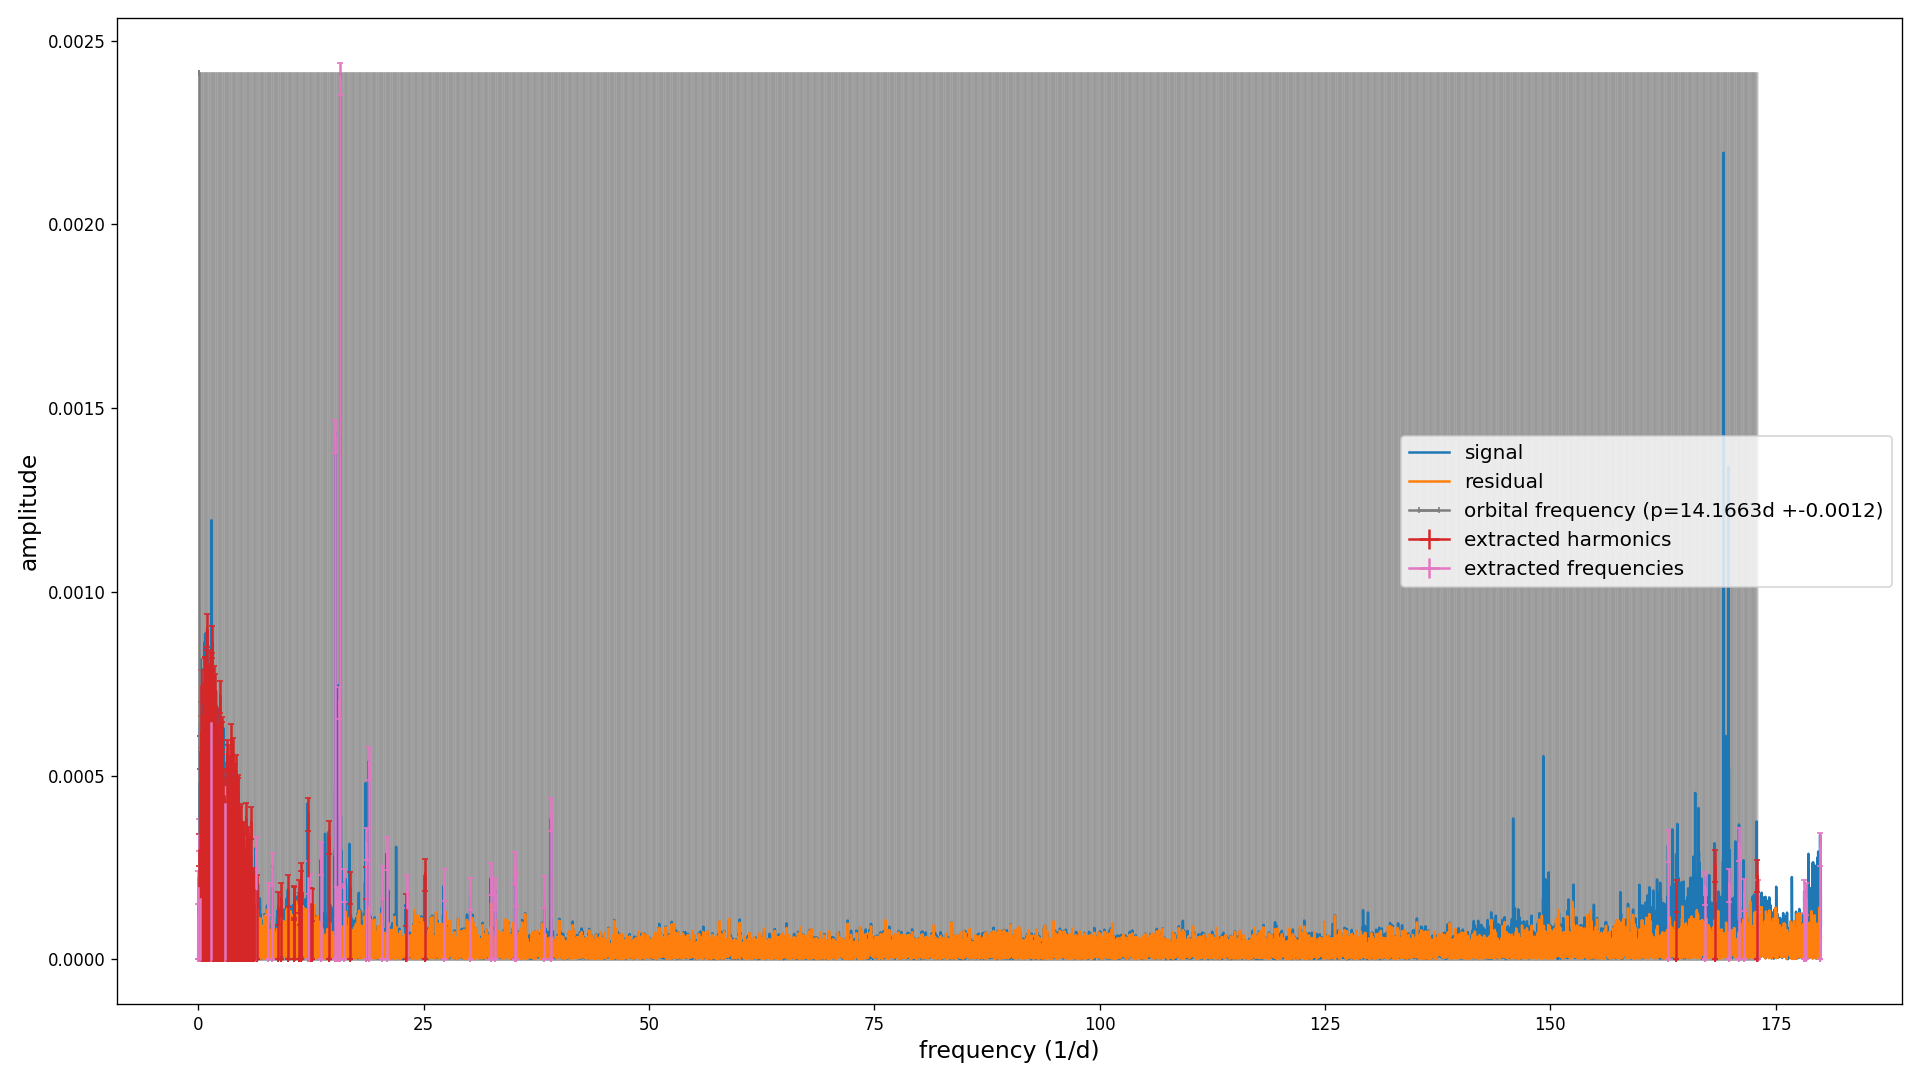 0.0025
0.0020
0.0015
0.0010
0.0005
0.0000
amplitude
signal
residual
orbital frequency (p=14.1663d +-0.0012)
extracted harmonics
extracted frequencies
0 25 50 75 100 125 150 175
frequency (1/d)